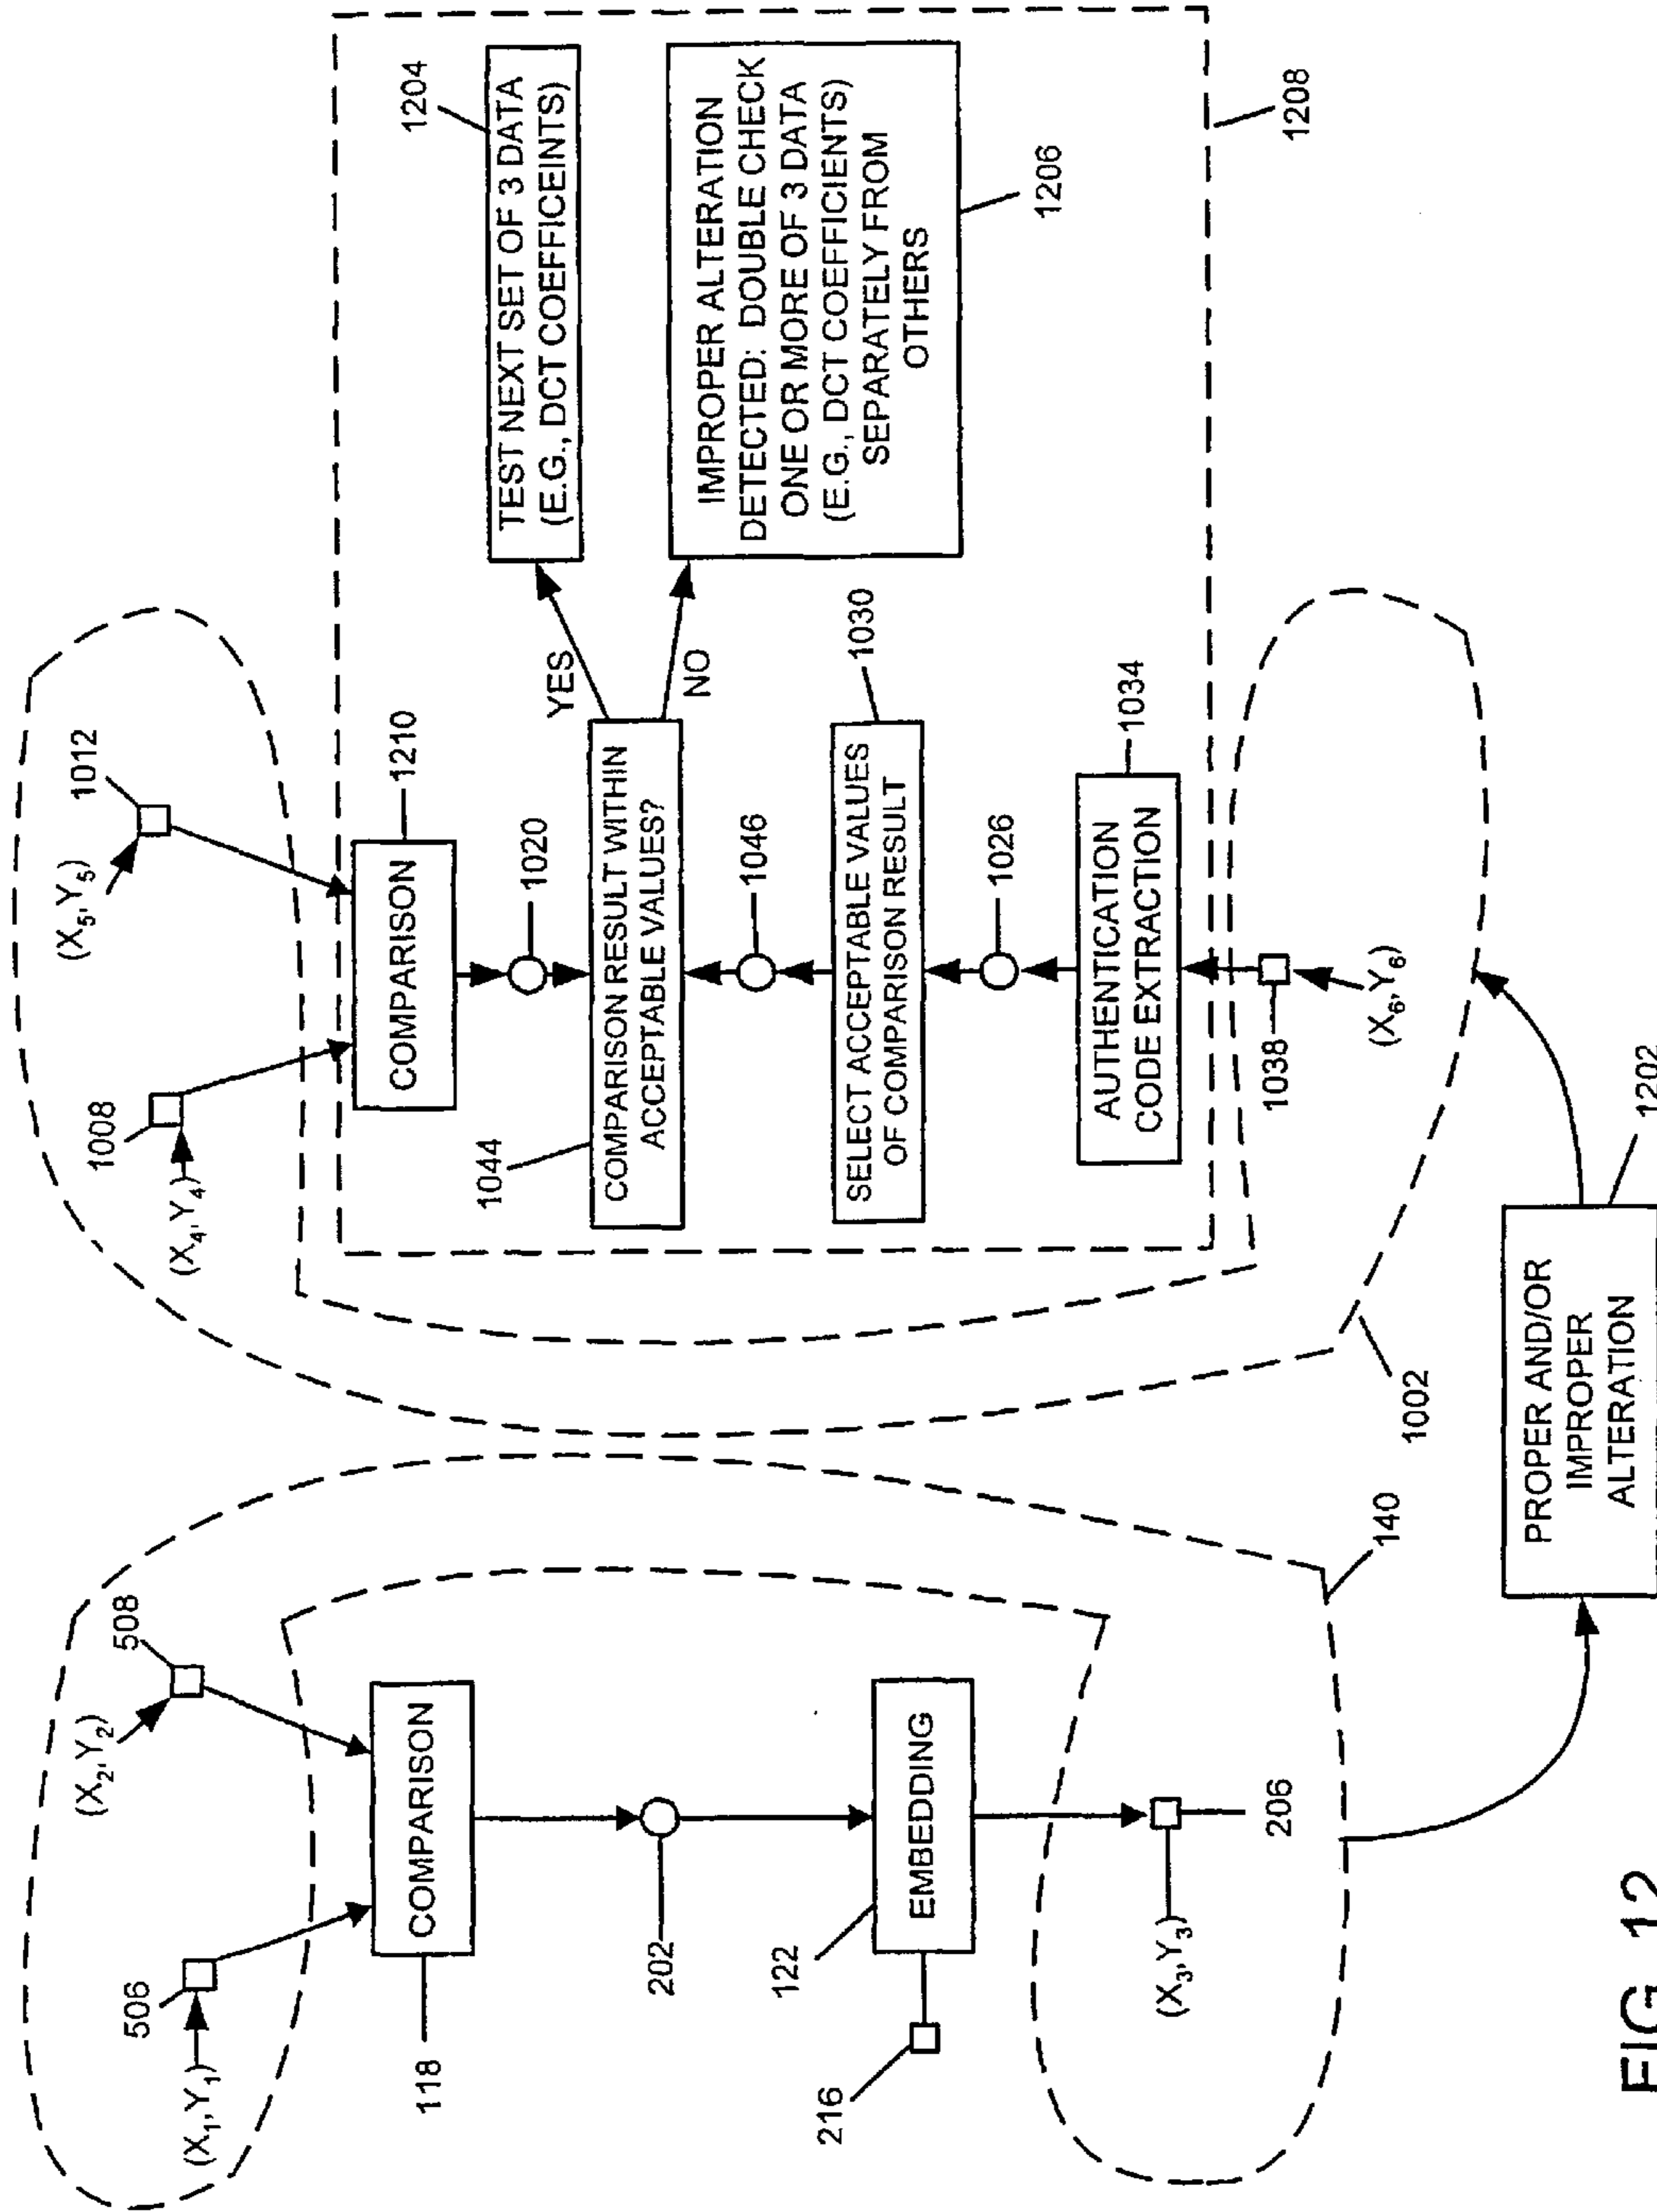 506
(X1, Y1)
508
(X2, Y2)
COMPARISON
118
202
EMBEDDING
122
216
(X3, Y3)
206
140
PROPER AND/OR
IMPROPER
ALTERATION
1202
1002
1008
(X4, Y4)
1012
(X5, Y5)
COMPARISON
1210
1020
1044
COMPARISON RESULT WITHIN
ACCEPTABLE VALUES?
YES
NO
1046
SELECT ACCEPTABLE VALUES
OF COMPARISON RESULT
1030
1026
AUTHENTICATION
CODE EXTRACTION
1034
1038
(X6, Y6)
1204
TEST NEXT SET OF 3 DATA
(E.G., DCT COEFFICEINTS)
IMPROPER ALTERATION
DETECTED: DOUBLE CHECK
ONE OR MORE OF 3 DATA
(E.G., DCT COEFFICIENTS)
SEPARATELY FROM
OTHERS
1206
1208
FIG. 12